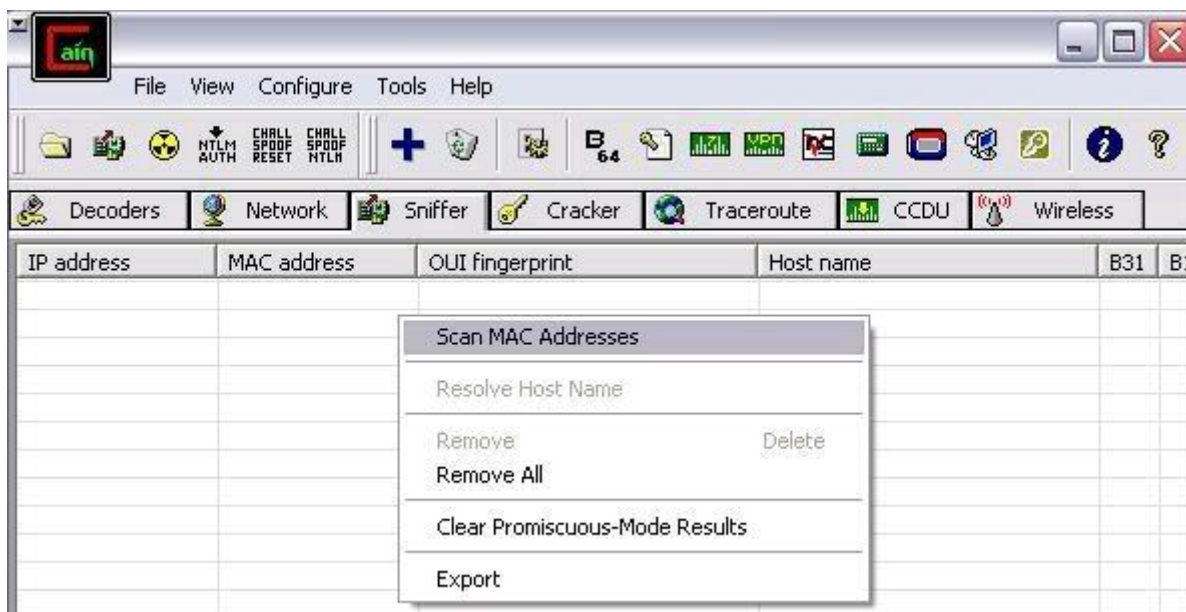 Cain
File View Configure Tools Help
NTLM AUTH CHALL SPOOF RESET CHALL SPOOF NTLM B64
Decoders Network Sniffer Cracker Traceroute CCDU Wireless
IP address MAC address OUI fingerprint Host name B31
Scan MAC Addresses
Resolve Host Name
Remove Delete
Remove All
Clear Promiscuous-Mode Results
Export